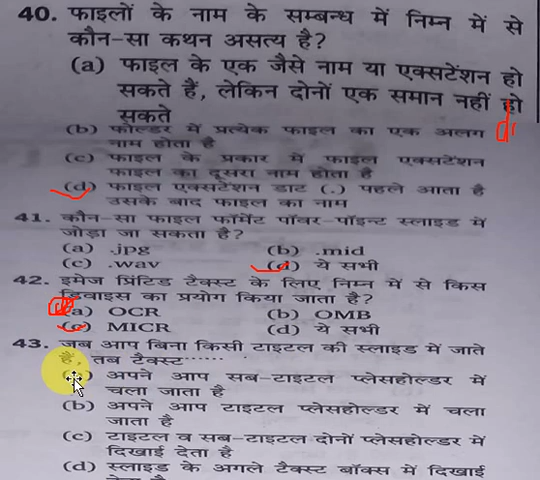 40. फाइलों के नाम के सम्बन्ध में निम्न में से
कौन-सा कथन असत्य है?
(a) फाइल के एक जैसे नाम या एक्सटेंशन हो
सकते हैं, लेकिन दोनों एक समान नहीं हो
सकते
(b) फोल्डर में प्रत्येक फाइल का एक अलग
नाम होता है
(c) फाइल के प्रकार में फाइल एक्सटेंशन
फाइल का दूसरा नाम होता है
(d) फाइल एक्सटेंशन डाट (.) पहले आता है
उसके बाद फाइल का नाम
41. कौन-सा फाइल फॉर्मेट पॉवर-पॉइन्ट स्लाइड में
जोड़ा जा सकता है?
(a) .jpg (b) .mid
(c) .wav (d) ये सभी
42. इमेज प्रिंटिड टैक्स्ट के लिए निम्न में से किस
डिवाइस का प्रयोग किया जाता है?
(a) OCR (b) OMB
(c) MICR (d) ये सभी
43. जब आप बिना किसी टाइटल की स्लाइड में जाते
हैं, तब टैक्स्ट......
अपने आप सब-टाइटल प्लेसहोल्डर में
चला जाता है
(b) अपने आप टाइटल प्लेसहोल्डर में चला
जाता है
(c) टाइटल व सब-टाइटल दोनों प्लेसहोल्डर में
दिखाई देता है
(d) स्लाइड के अगले टैक्स्ट बॉक्स में दिखाई